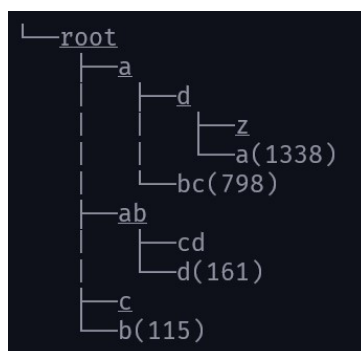 └──root
    ├──a
    │   ├──d
    │   │   ├──z
    │   │   └──a(1338)
    │   └──bc(798)
    ├──ab
    │   ├──cd
    │   └──d(161)
    ├──c
    └──b(115)